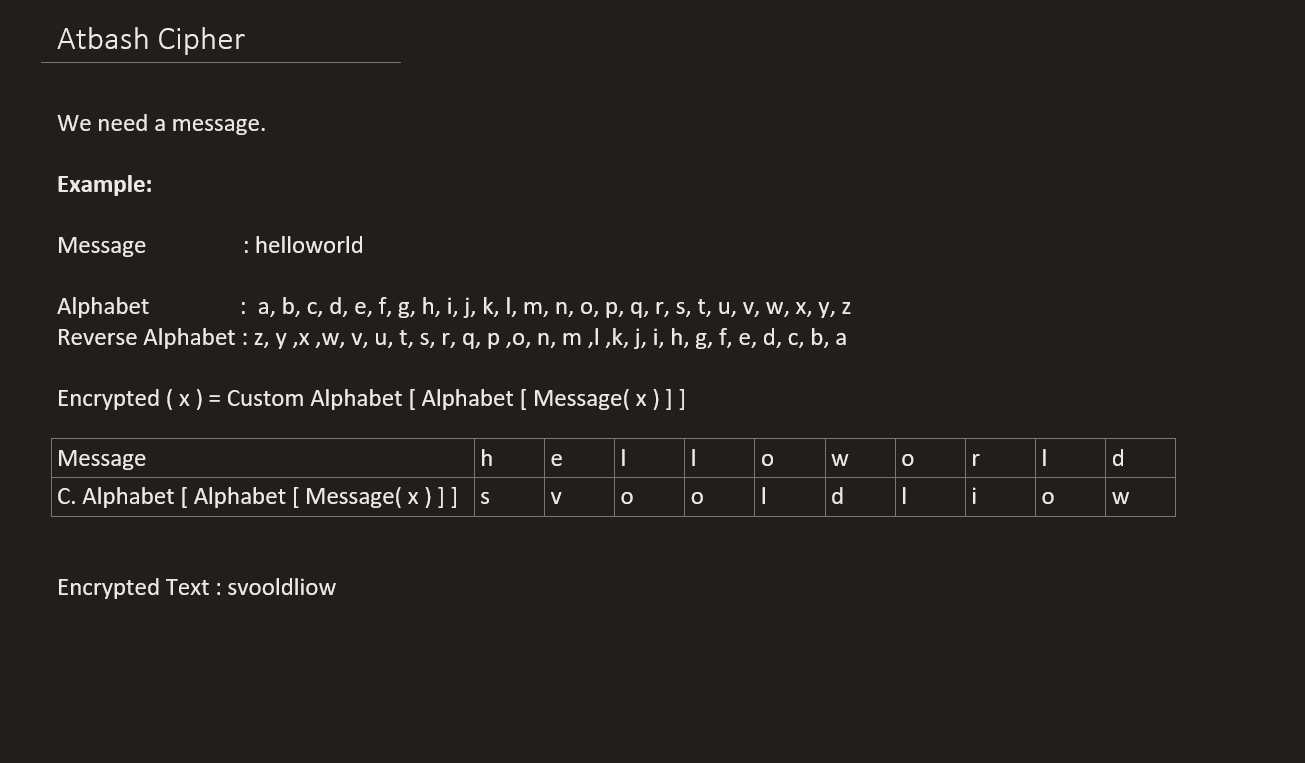 Atbash Cipher
We need a message.
Example:
Message : helloworld
Alphabet : a, b, c, d, e, f, g, h, i, j, k, l, m, n, o, p, q, r, s, t, u, v, w, x, y, z
Reverse Alphabet : z, y ,x ,w, v, u, t, s, r, q, p ,o, n, m ,l ,k, j, i, h, g, f, e, d, c, b, a
Encrypted ( x ) = Custom Alphabet [ Alphabet [ Message( x ) ] ]
Message h e l l o w o r l d
C. Alphabet [ Alphabet [ Message( x ) ] ] s v o o l d l i o w
Encrypted Text : svooldliow